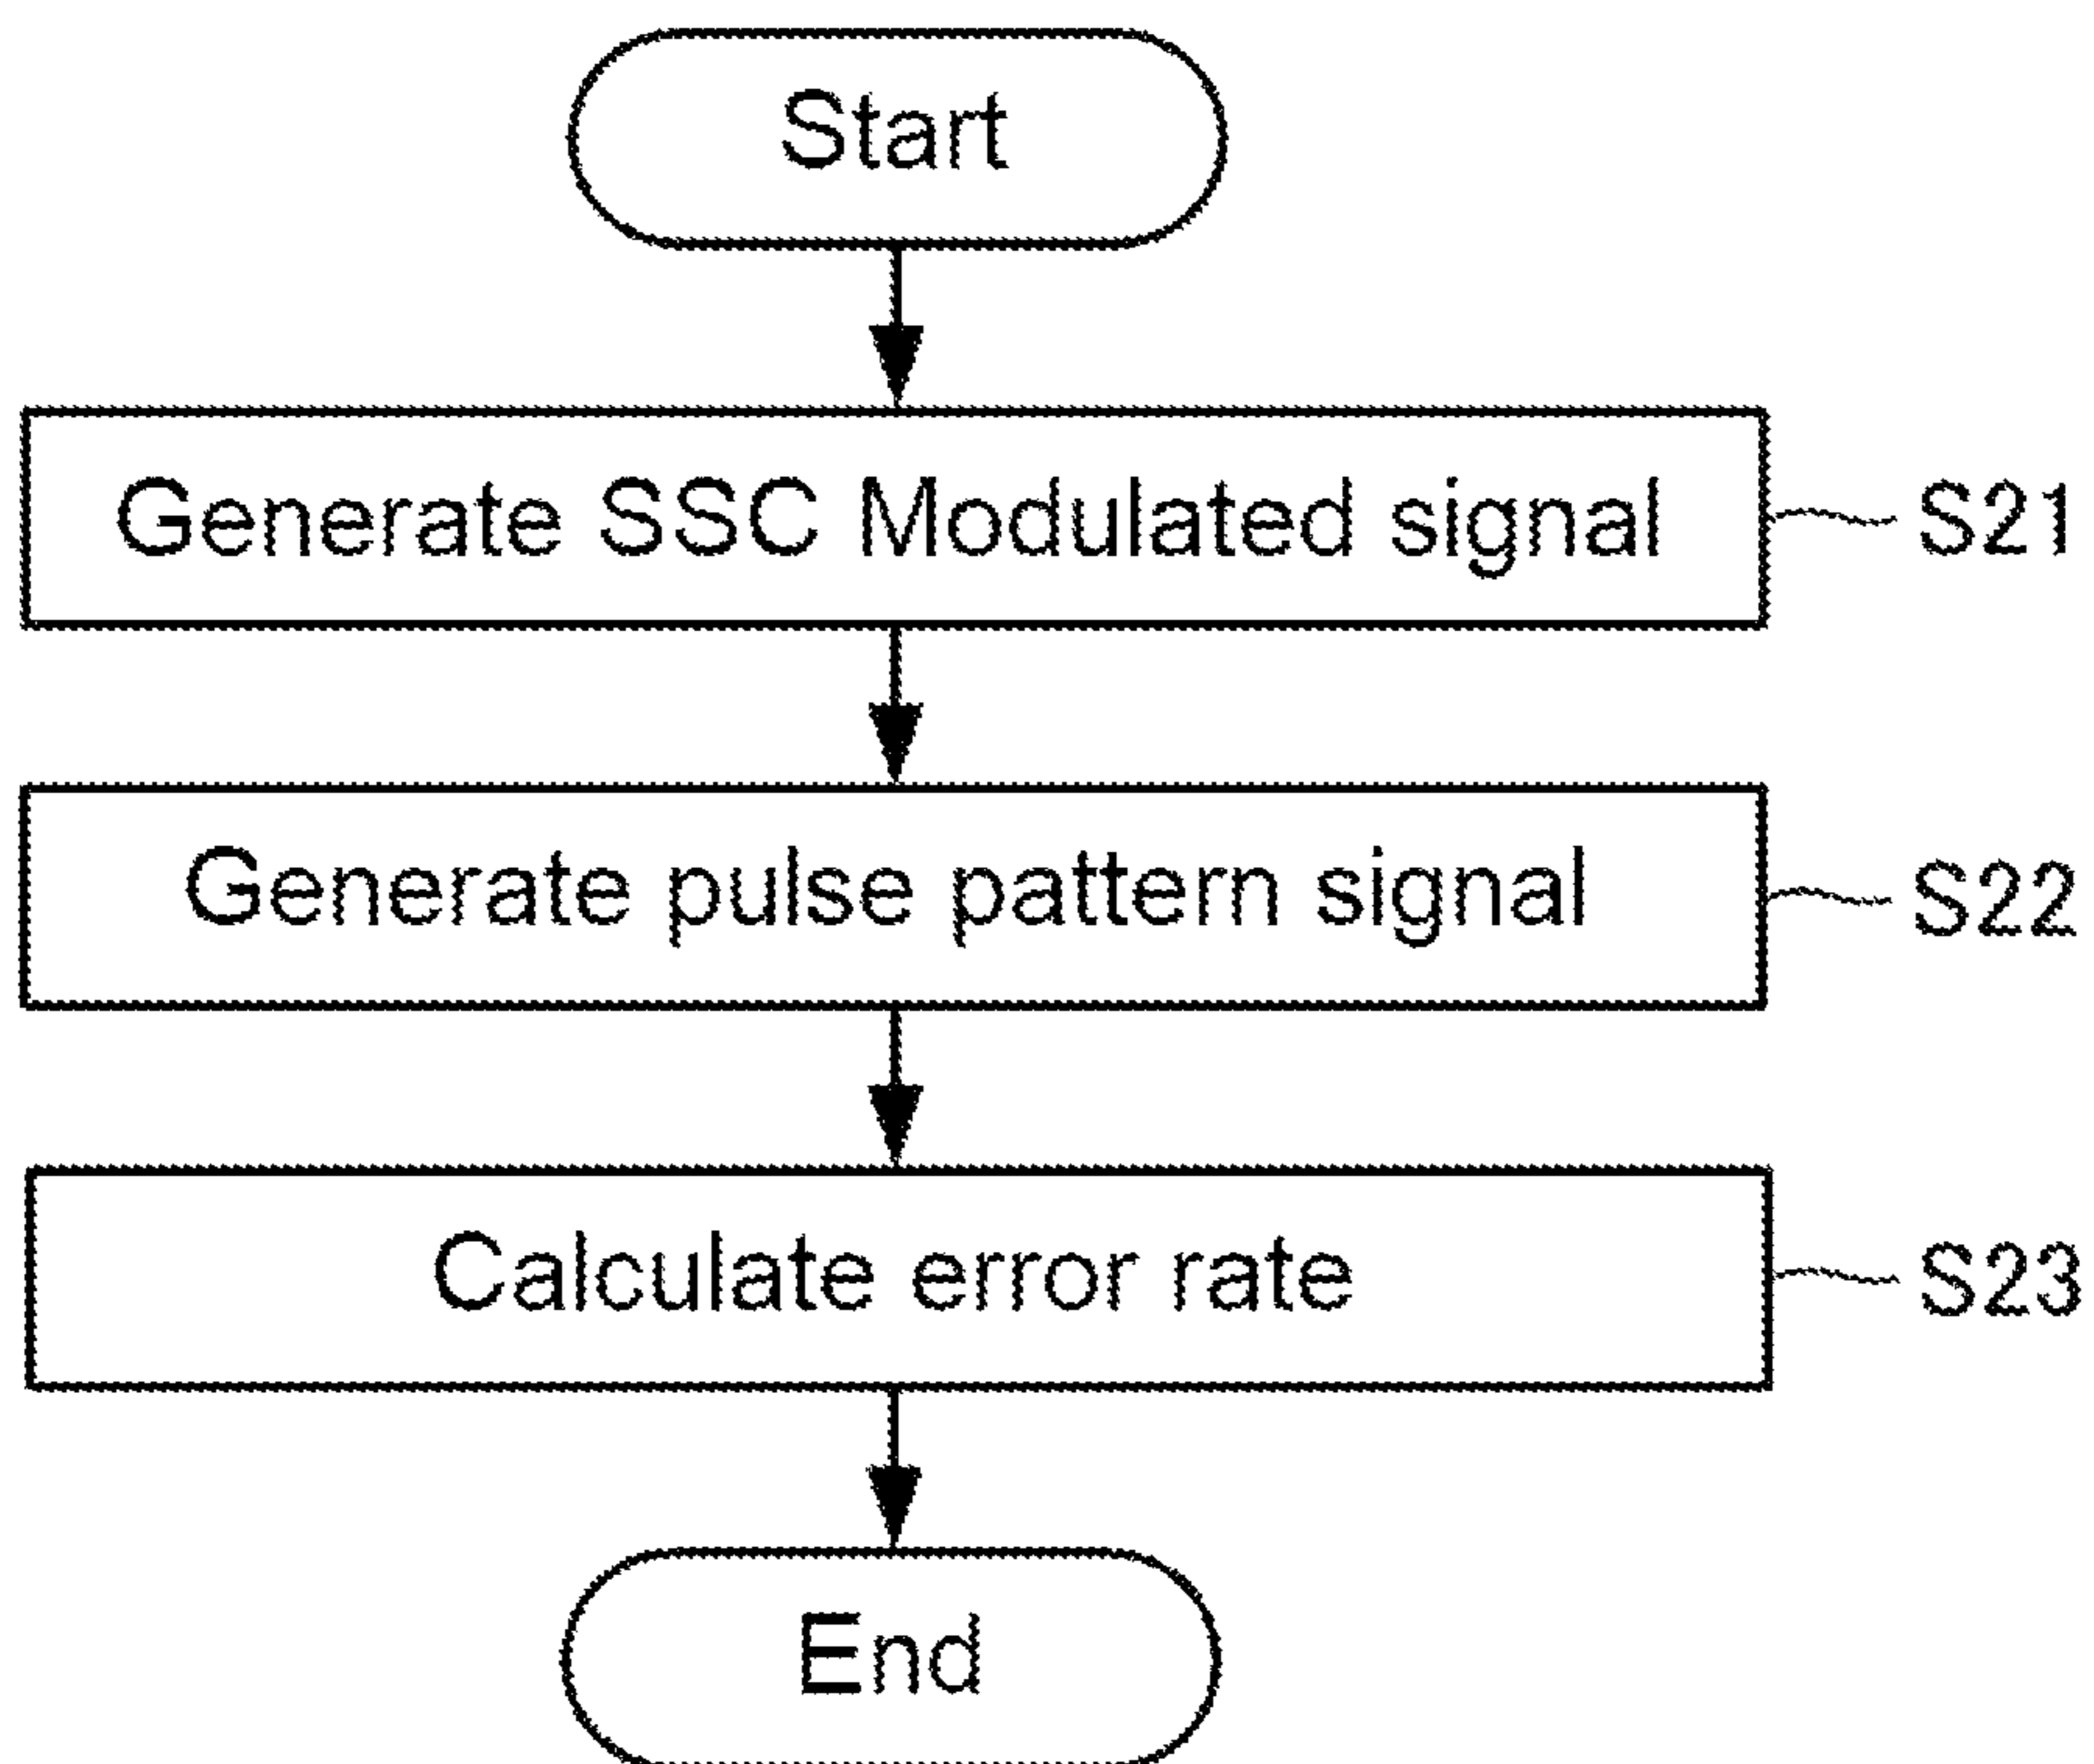 Start
Generate SSC Modulated signal
S21
Generate pulse pattern signal
S22
Calculate error rate
S23
End